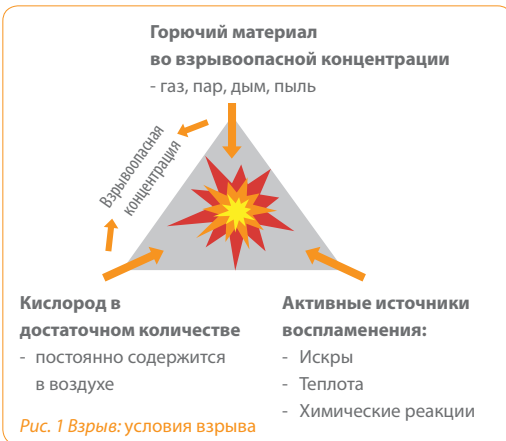 Горючий материал
во взрывоопасной концентрации
- газ, пар, дым, пыль
Взрывоопасная
концентрация
Кислород в
достаточном количестве
- постоянно содержится
в воздухе
Активные источники
воспламенения:
- Искры
- Теплота
- Химические реакции
Рис. 1 Взрыв: условия взрыва